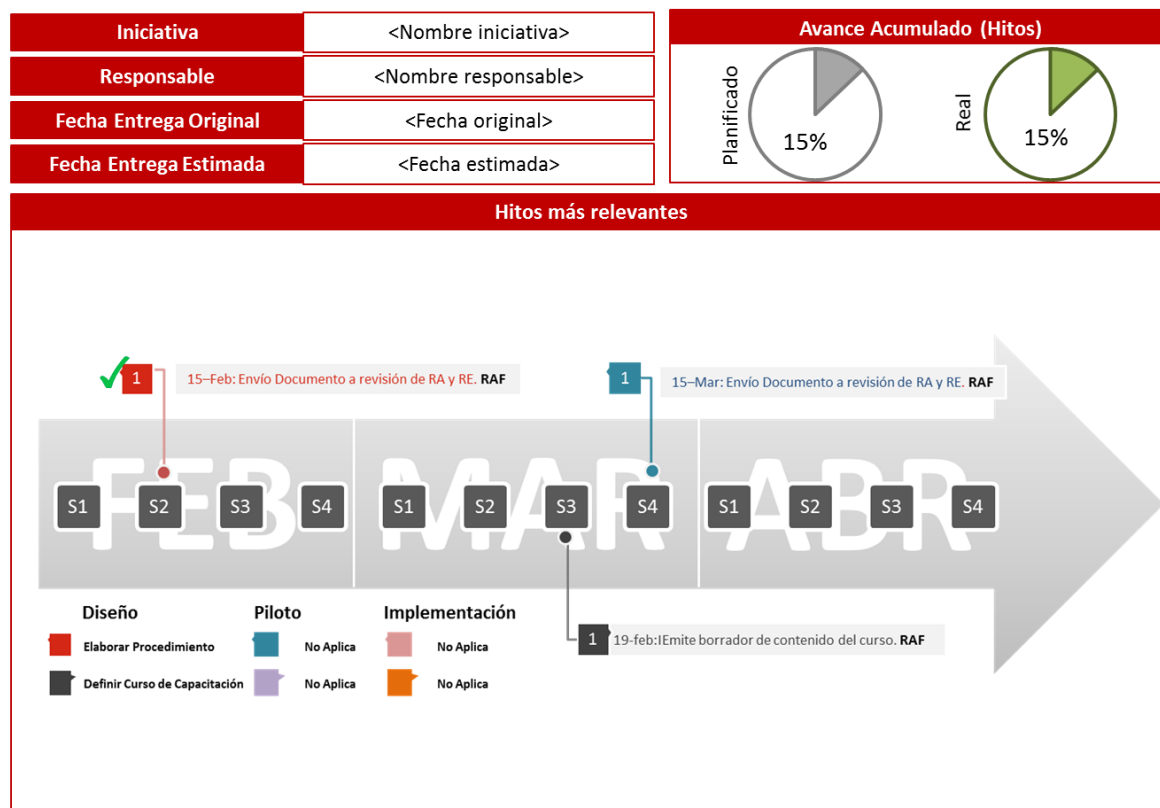 Iniciativa
<Nombre iniciativa>
Responsable
<Nombre responsable>
Fecha Entrega Original
<Fecha original>
Fecha Entrega Estimada
<Fecha estimada>
Avance Acumulado (Hitos)
Planificado
15%
Real
15%
Hitos más relevantes
1
15–Feb: Envío Documento a revisión de RA y RE. RAF
1
15–Mar: Envío Documento a revisión de RA y RE. RAF
FEB
S1 S2 S3 S4
MAR
S1 S2 S3 S4
ABR
S1 S2 S3 S4
1
19-feb:IEmite borrador de contenido del curso. RAF
Diseño
Elaborar Procedimiento
Definir Curso de Capacitación
Piloto
No Aplica
No Aplica
Implementación
No Aplica
No Aplica